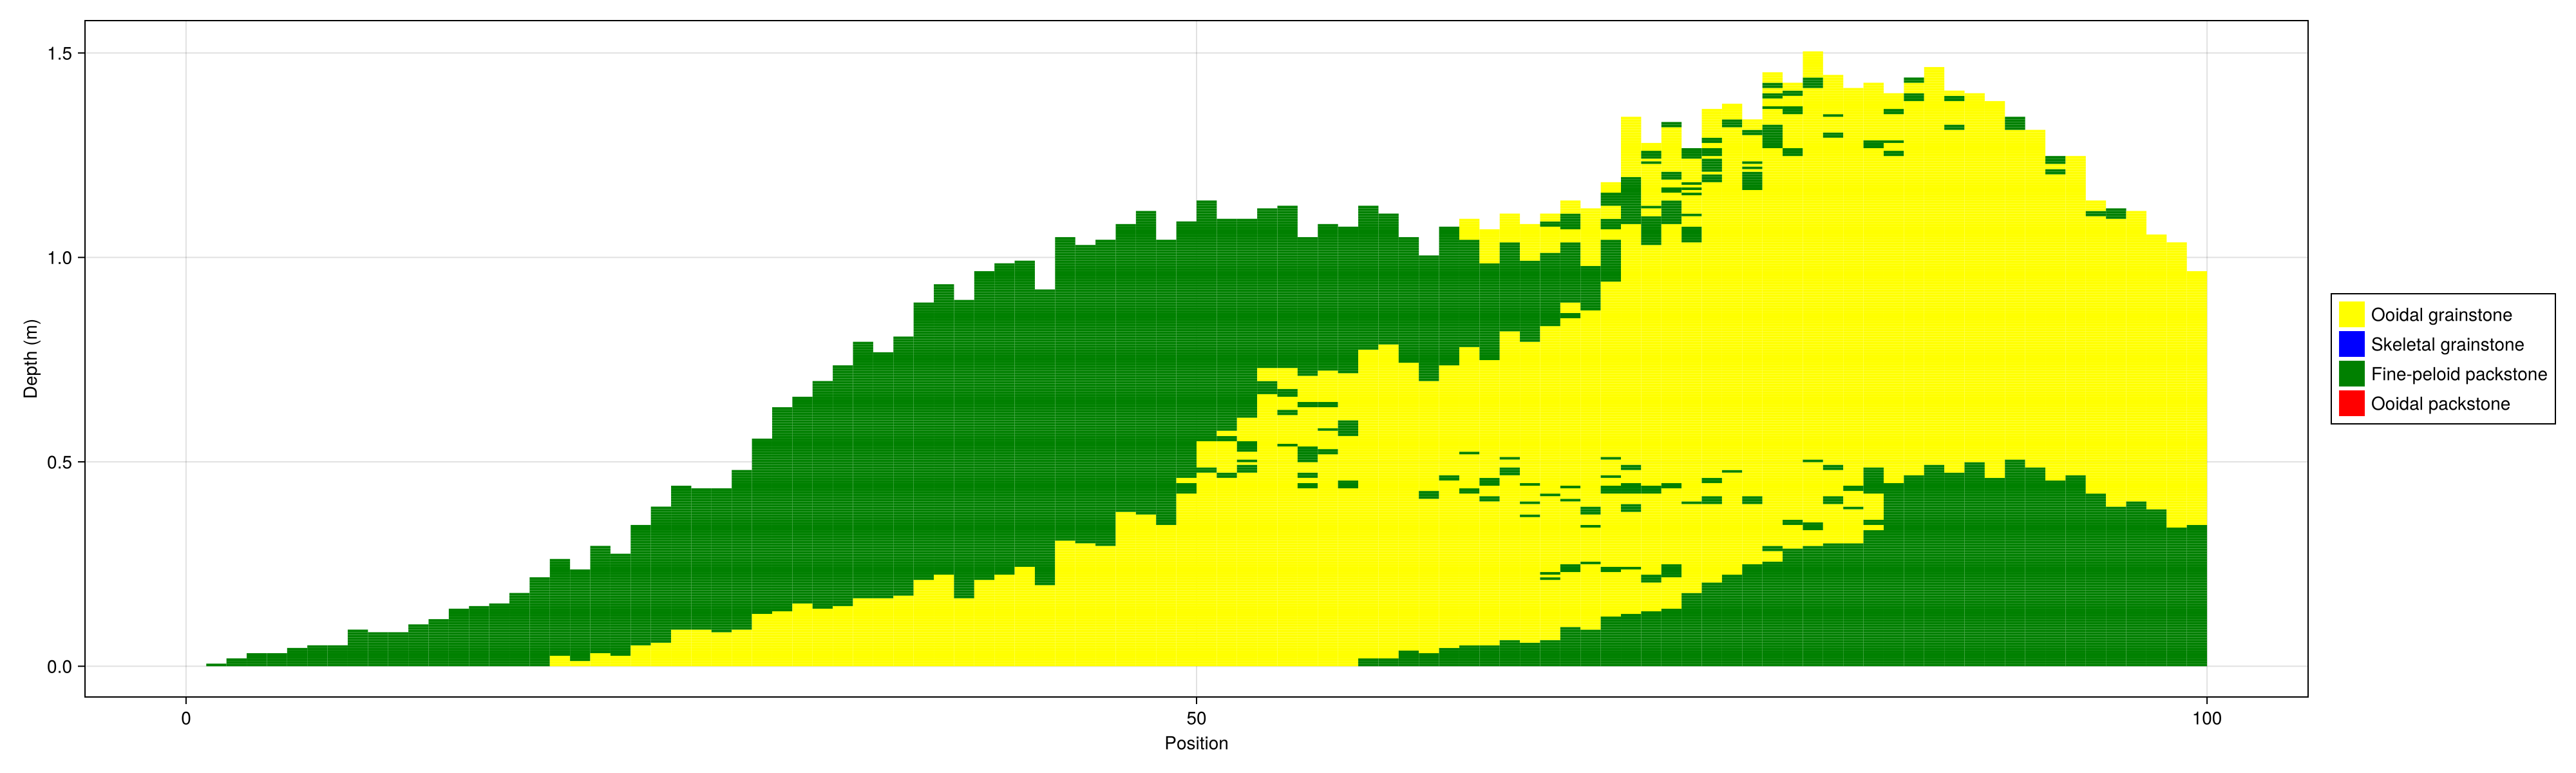 1.5
1.0
0.5
0.0
Depth (m)
0
50
100
Position
Ooidal grainstone
Skeletal grainstone
Fine-peloid packstone
Ooidal packstone